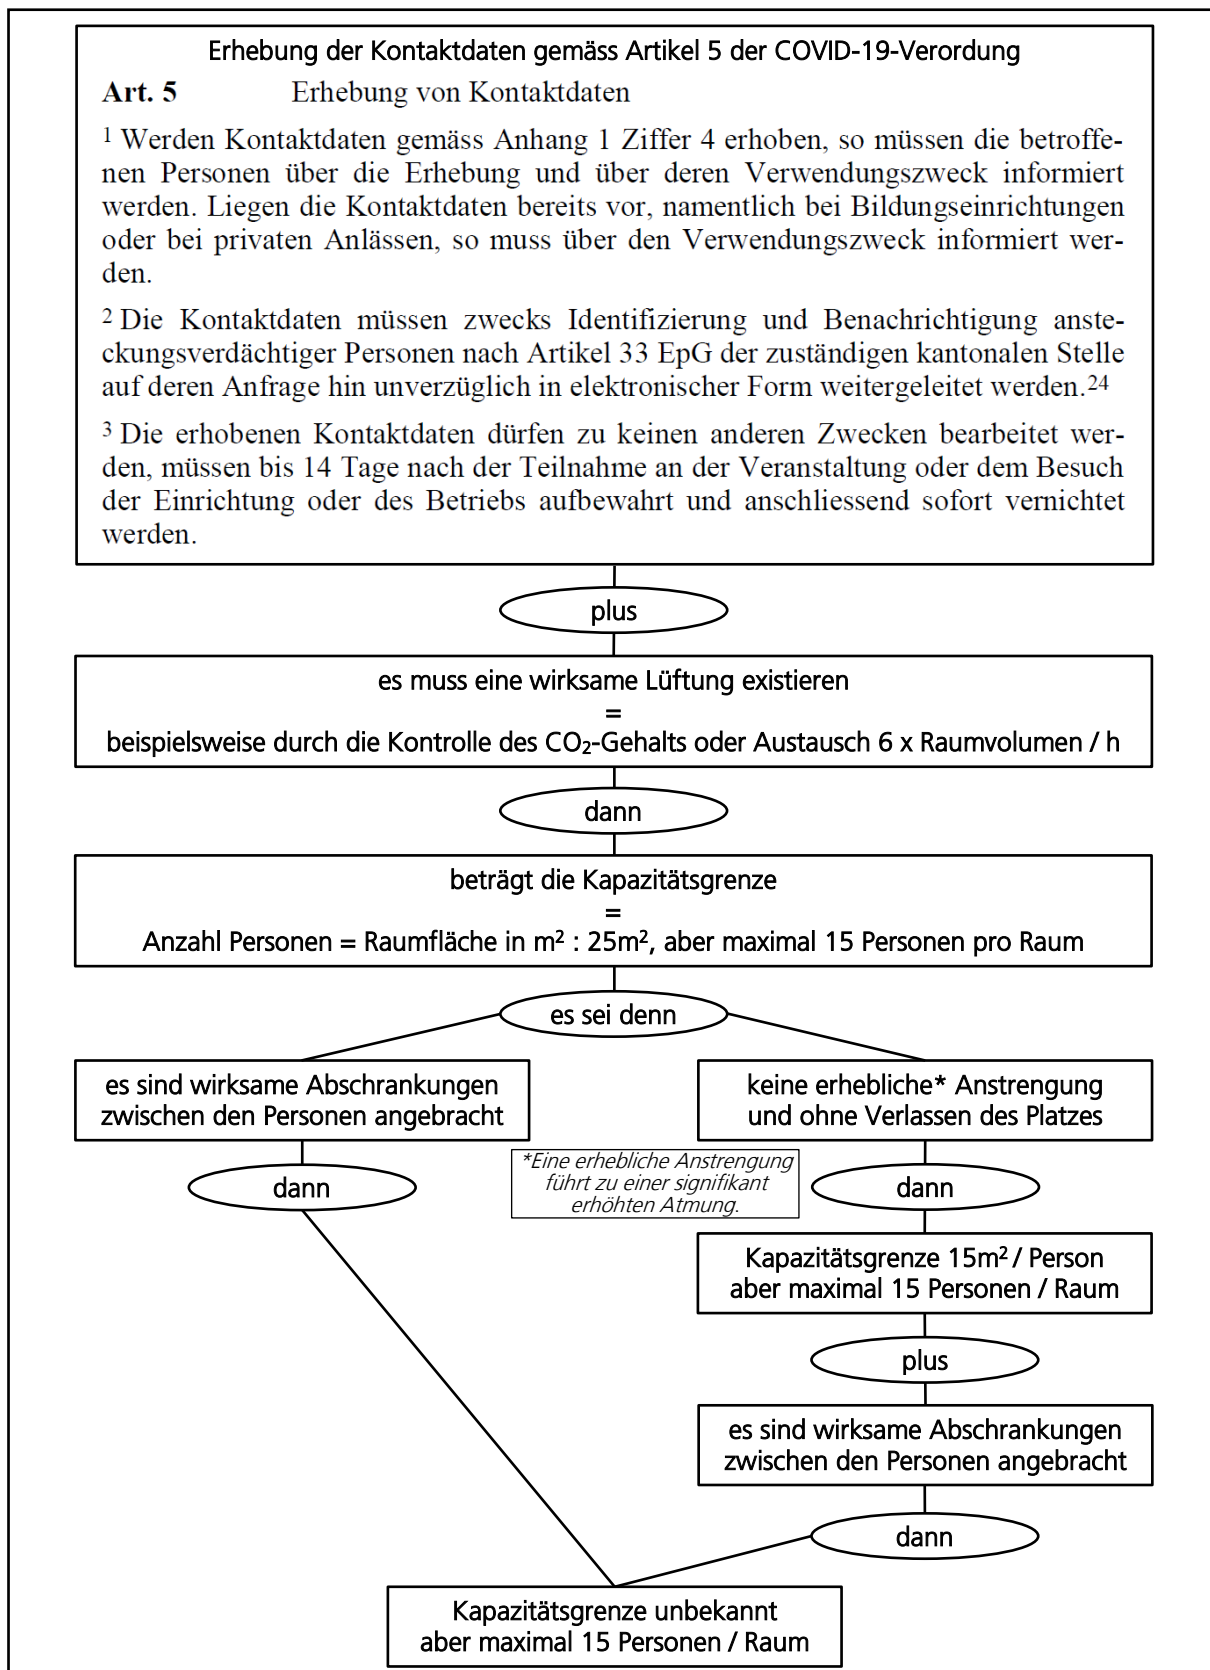 Erhebung der Kontaktdaten gemäss Artikel 5 der COVID-19-Verordung
Art. 5 Erhebung von Kontaktdaten
1 Werden Kontaktdaten gemäss Anhang 1 Ziffer 4 erhoben, so müssen die betroffe-
nen Personen über die Erhebung und über deren Verwendungszweck informiert
werden. Liegen die Kontaktdaten bereits vor, namentlich bei Bildungseinrichtungen
oder bei privaten Anlässen, so muss über den Verwendungszweck informiert wer-
den.
2 Die Kontaktdaten müssen zwecks Identifizierung und Benachrichtigung anste-
ckungsverdächtiger Personen nach Artikel 33 EpG der zuständigen kantonalen Stelle
auf deren Anfrage hin unverzüglich in elektronischer Form weitergeleitet werden.24
3 Die erhobenen Kontaktdaten dürfen zu keinen anderen Zwecken bearbeitet wer-
den, müssen bis 14 Tage nach der Teilnahme an der Veranstaltung oder dem Besuch
der Einrichtung oder des Betriebs aufbewahrt und anschliessend sofort vernichtet
werden.
plus
es muss eine wirksame Lüftung existieren
=
beispielsweise durch die Kontrolle des CO₂-Gehalts oder Austausch 6 x Raumvolumen / h
dann
beträgt die Kapazitätsgrenze
=
Anzahl Personen = Raumfläche in m² : 25m², aber maximal 15 Personen pro Raum
es sei denn
es sind wirksame Abschrankungen
zwischen den Personen angebracht
dann
keine erhebliche* Anstrengung
und ohne Verlassen des Platzes
*Eine erhebliche Anstrengung
führt zu einer signifikant
erhöhten Atmung.
dann
Kapazitätsgrenze 15m² / Person
aber maximal 15 Personen / Raum
plus
es sind wirksame Abschrankungen
zwischen den Personen angebracht
dann
Kapazitätsgrenze unbekannt
aber maximal 15 Personen / Raum